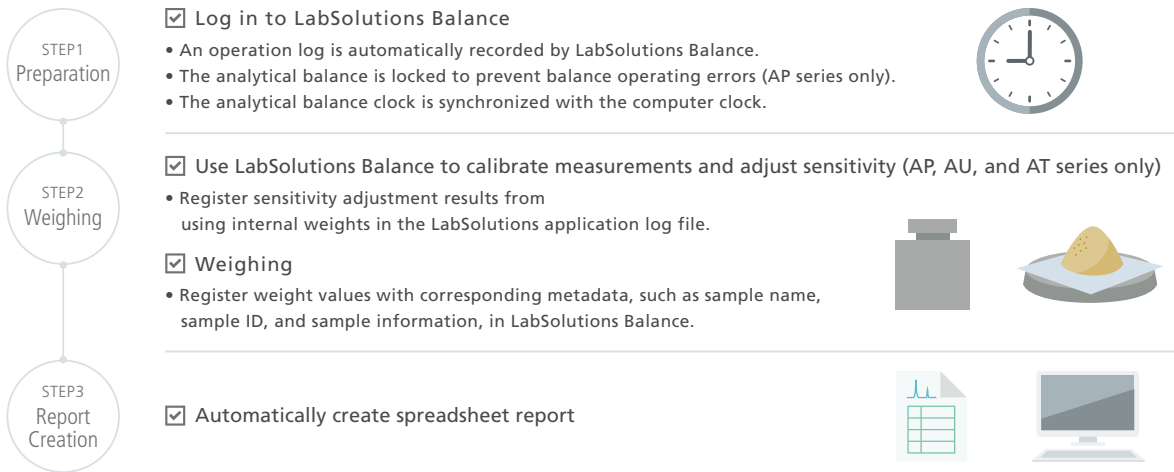 STEP1
Preparation
Log in to LabSolutions Balance
• An operation log is automatically recorded by LabSolutions Balance.
• The analytical balance is locked to prevent balance operating errors (AP series only).
• The analytical balance clock is synchronized with the computer clock.
STEP2
Weighing
Use LabSolutions Balance to calibrate measurements and adjust sensitivity (AP, AU, and AT series only)
• Register sensitivity adjustment results from
using internal weights in the LabSolutions application log file.
Weighing
• Register weight values with corresponding metadata, such as sample name,
sample ID, and sample information, in LabSolutions Balance.
STEP3
Report
Creation
Automatically create spreadsheet report